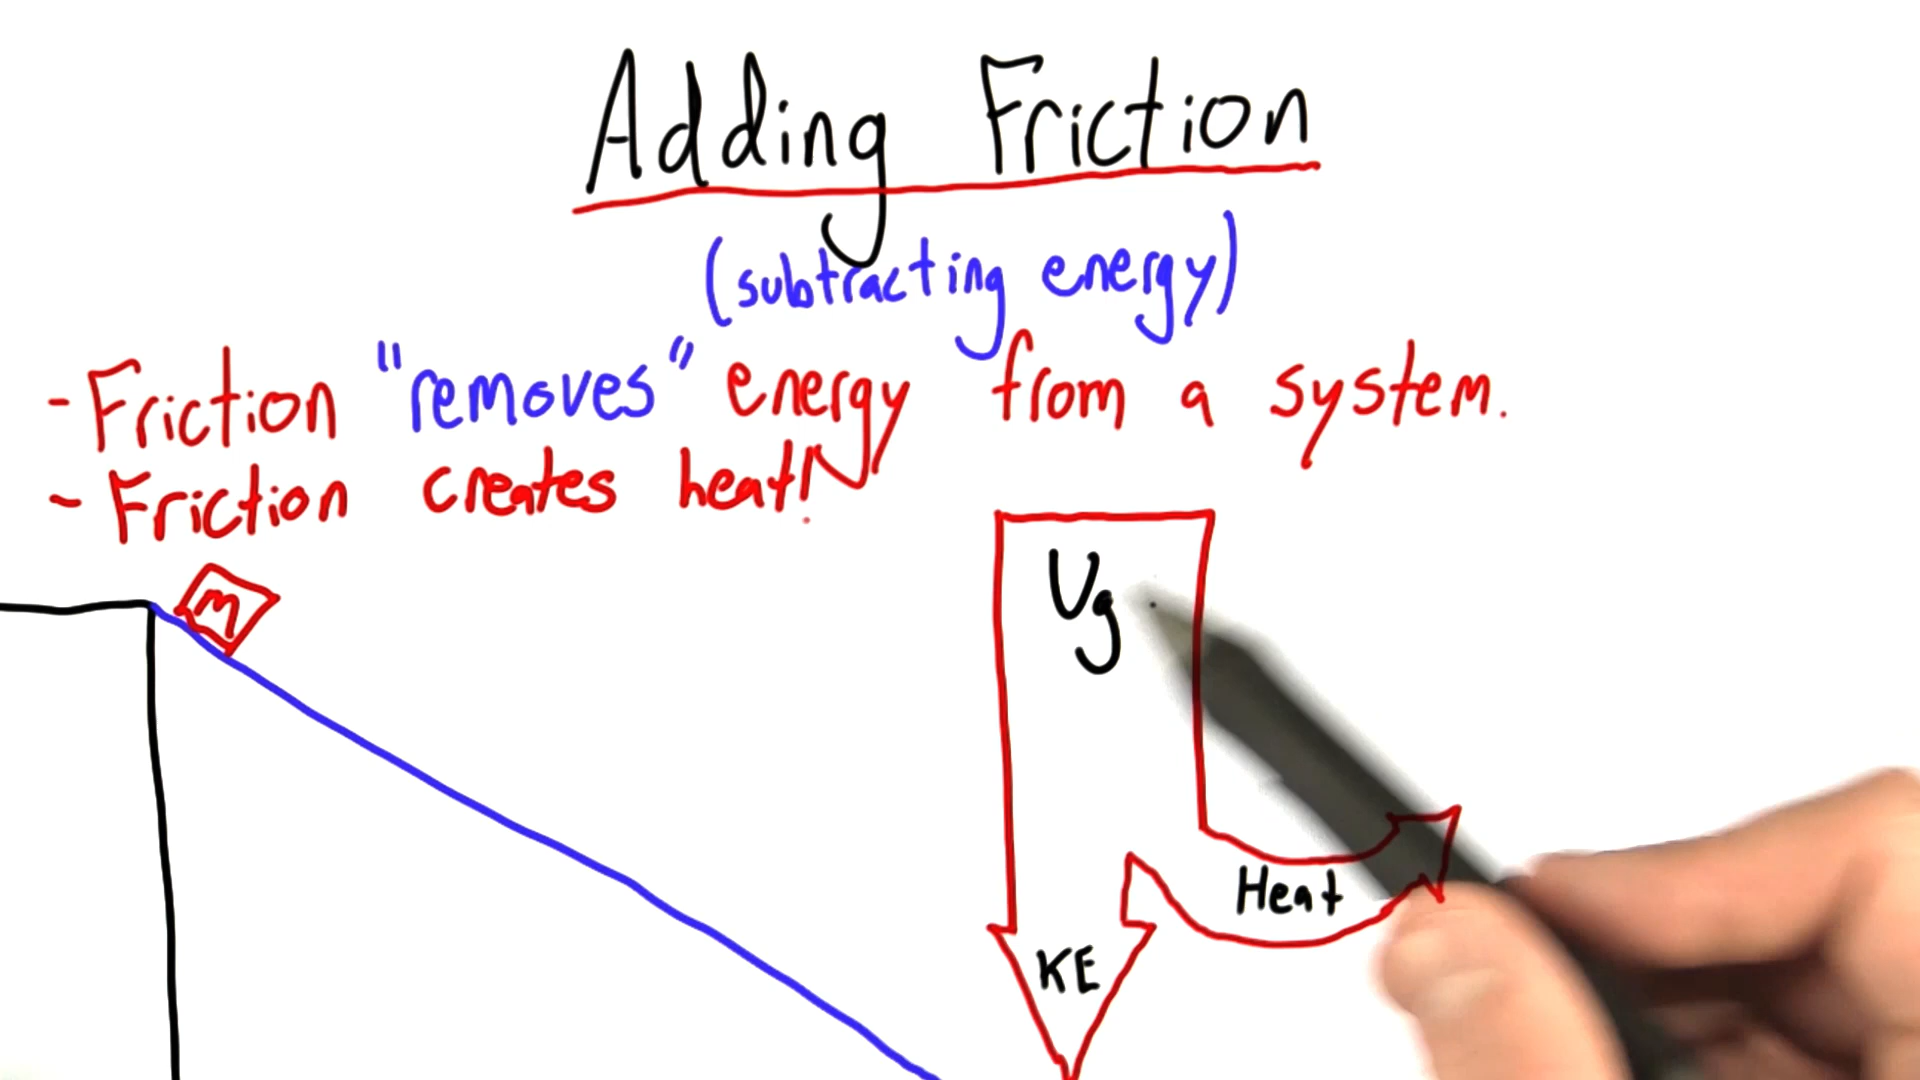 Adding Friction
(subtracting energy)
- Friction "removes" energy from a system.
- Friction creates heat!
m
Ug
Heat
KE